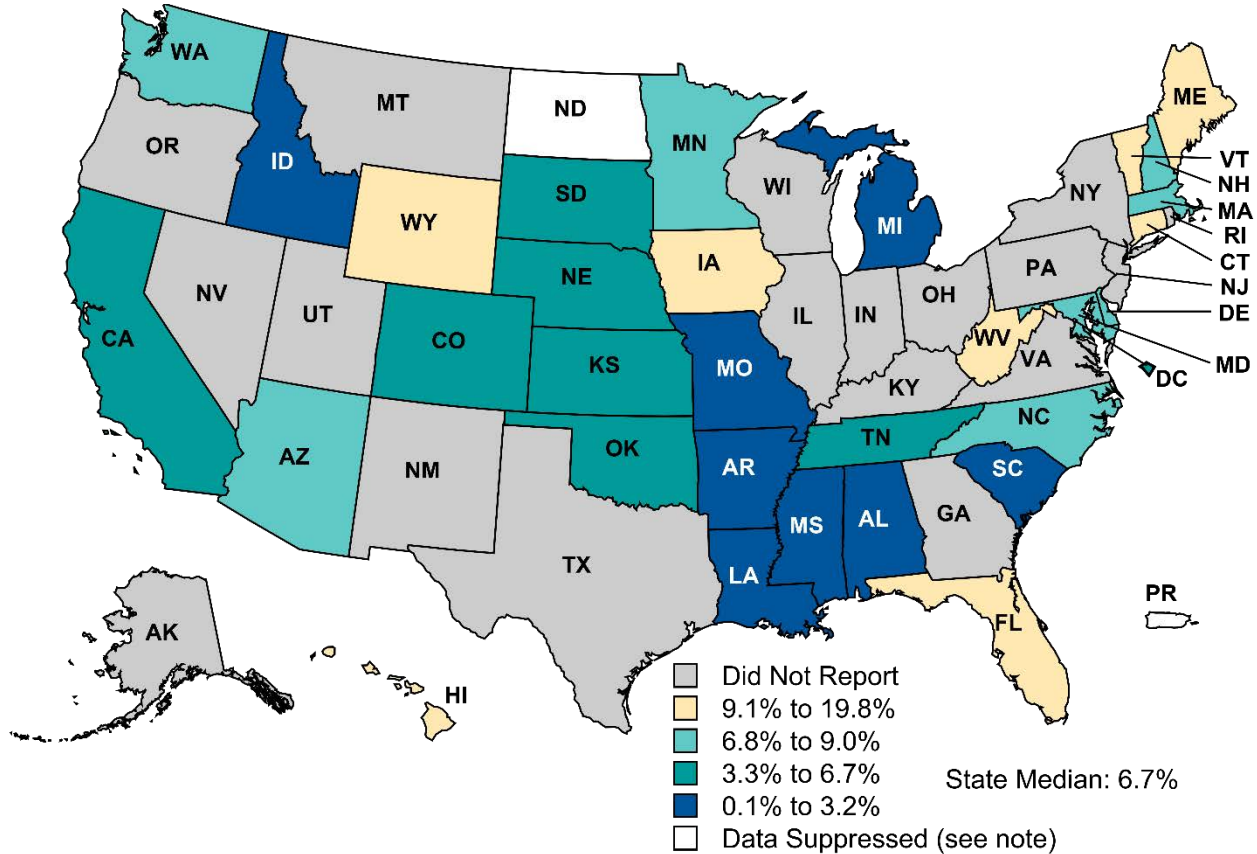 WA
MT
ND
MN
ME
OR
ID
SD
WI
NY
VT
NH
WY
MI
MA
RI
IA
CT
NE
PA
NJ
NV
OH
DE
UT
IL
IN
CA
CO
WV
VA
KS
MO
MD
KY
DC
NC
TN
AZ
OK
NM
AR
SC
MS
AL
GA
TX
LA
PR
FL
AK
HI
Did Not Report
9.1% to 19.8%
6.8% to 9.0%
3.3% to 6.7%
State Median: 6.7%
0.1% to 3.2%
Data Suppressed (see note)